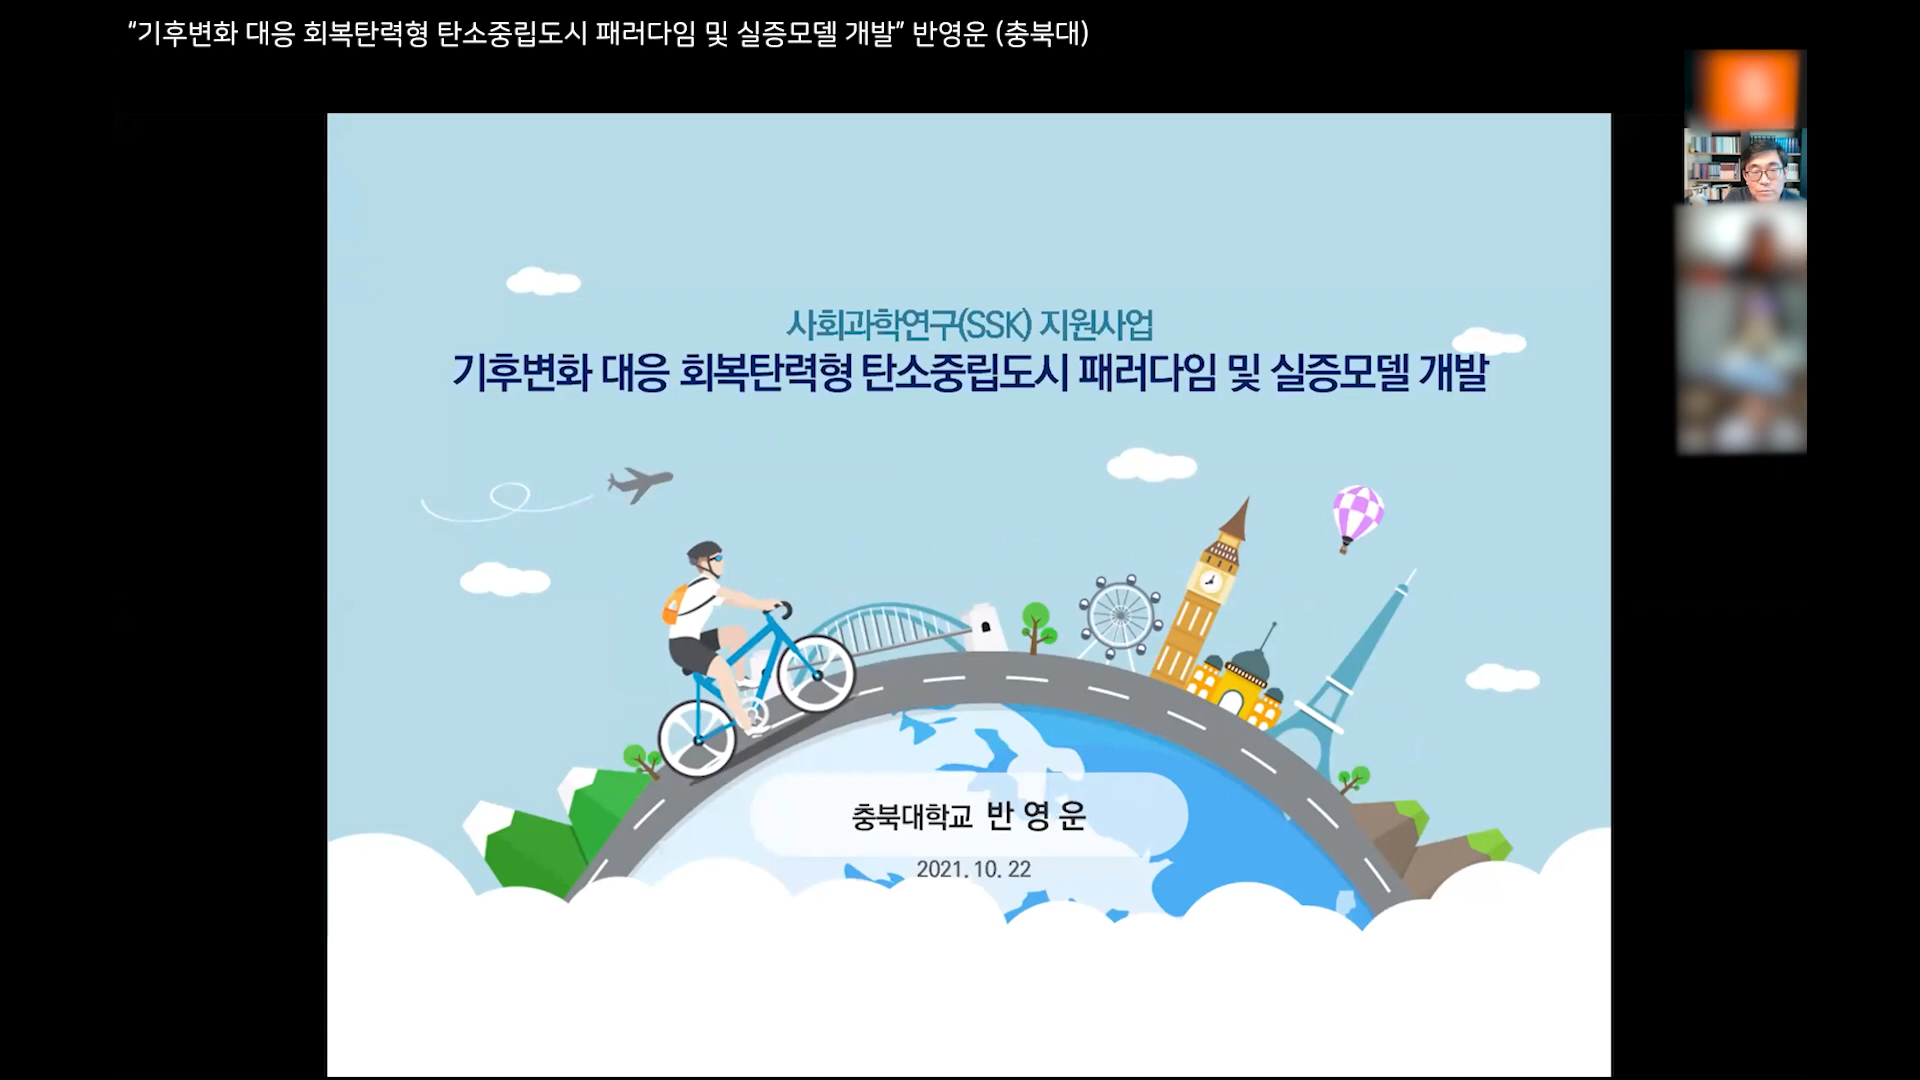 “기후변화 대응 회복탄력형 탄소중립도시 패러다임 및 실증모델 개발” 반영운 (충북대)
사회과학연구(SSK) 지원사업
기후변화 대응 회복탄력형 탄소중립도시 패러다임 및 실증모델 개발
충북대학교 반 영 운
2021. 10. 22